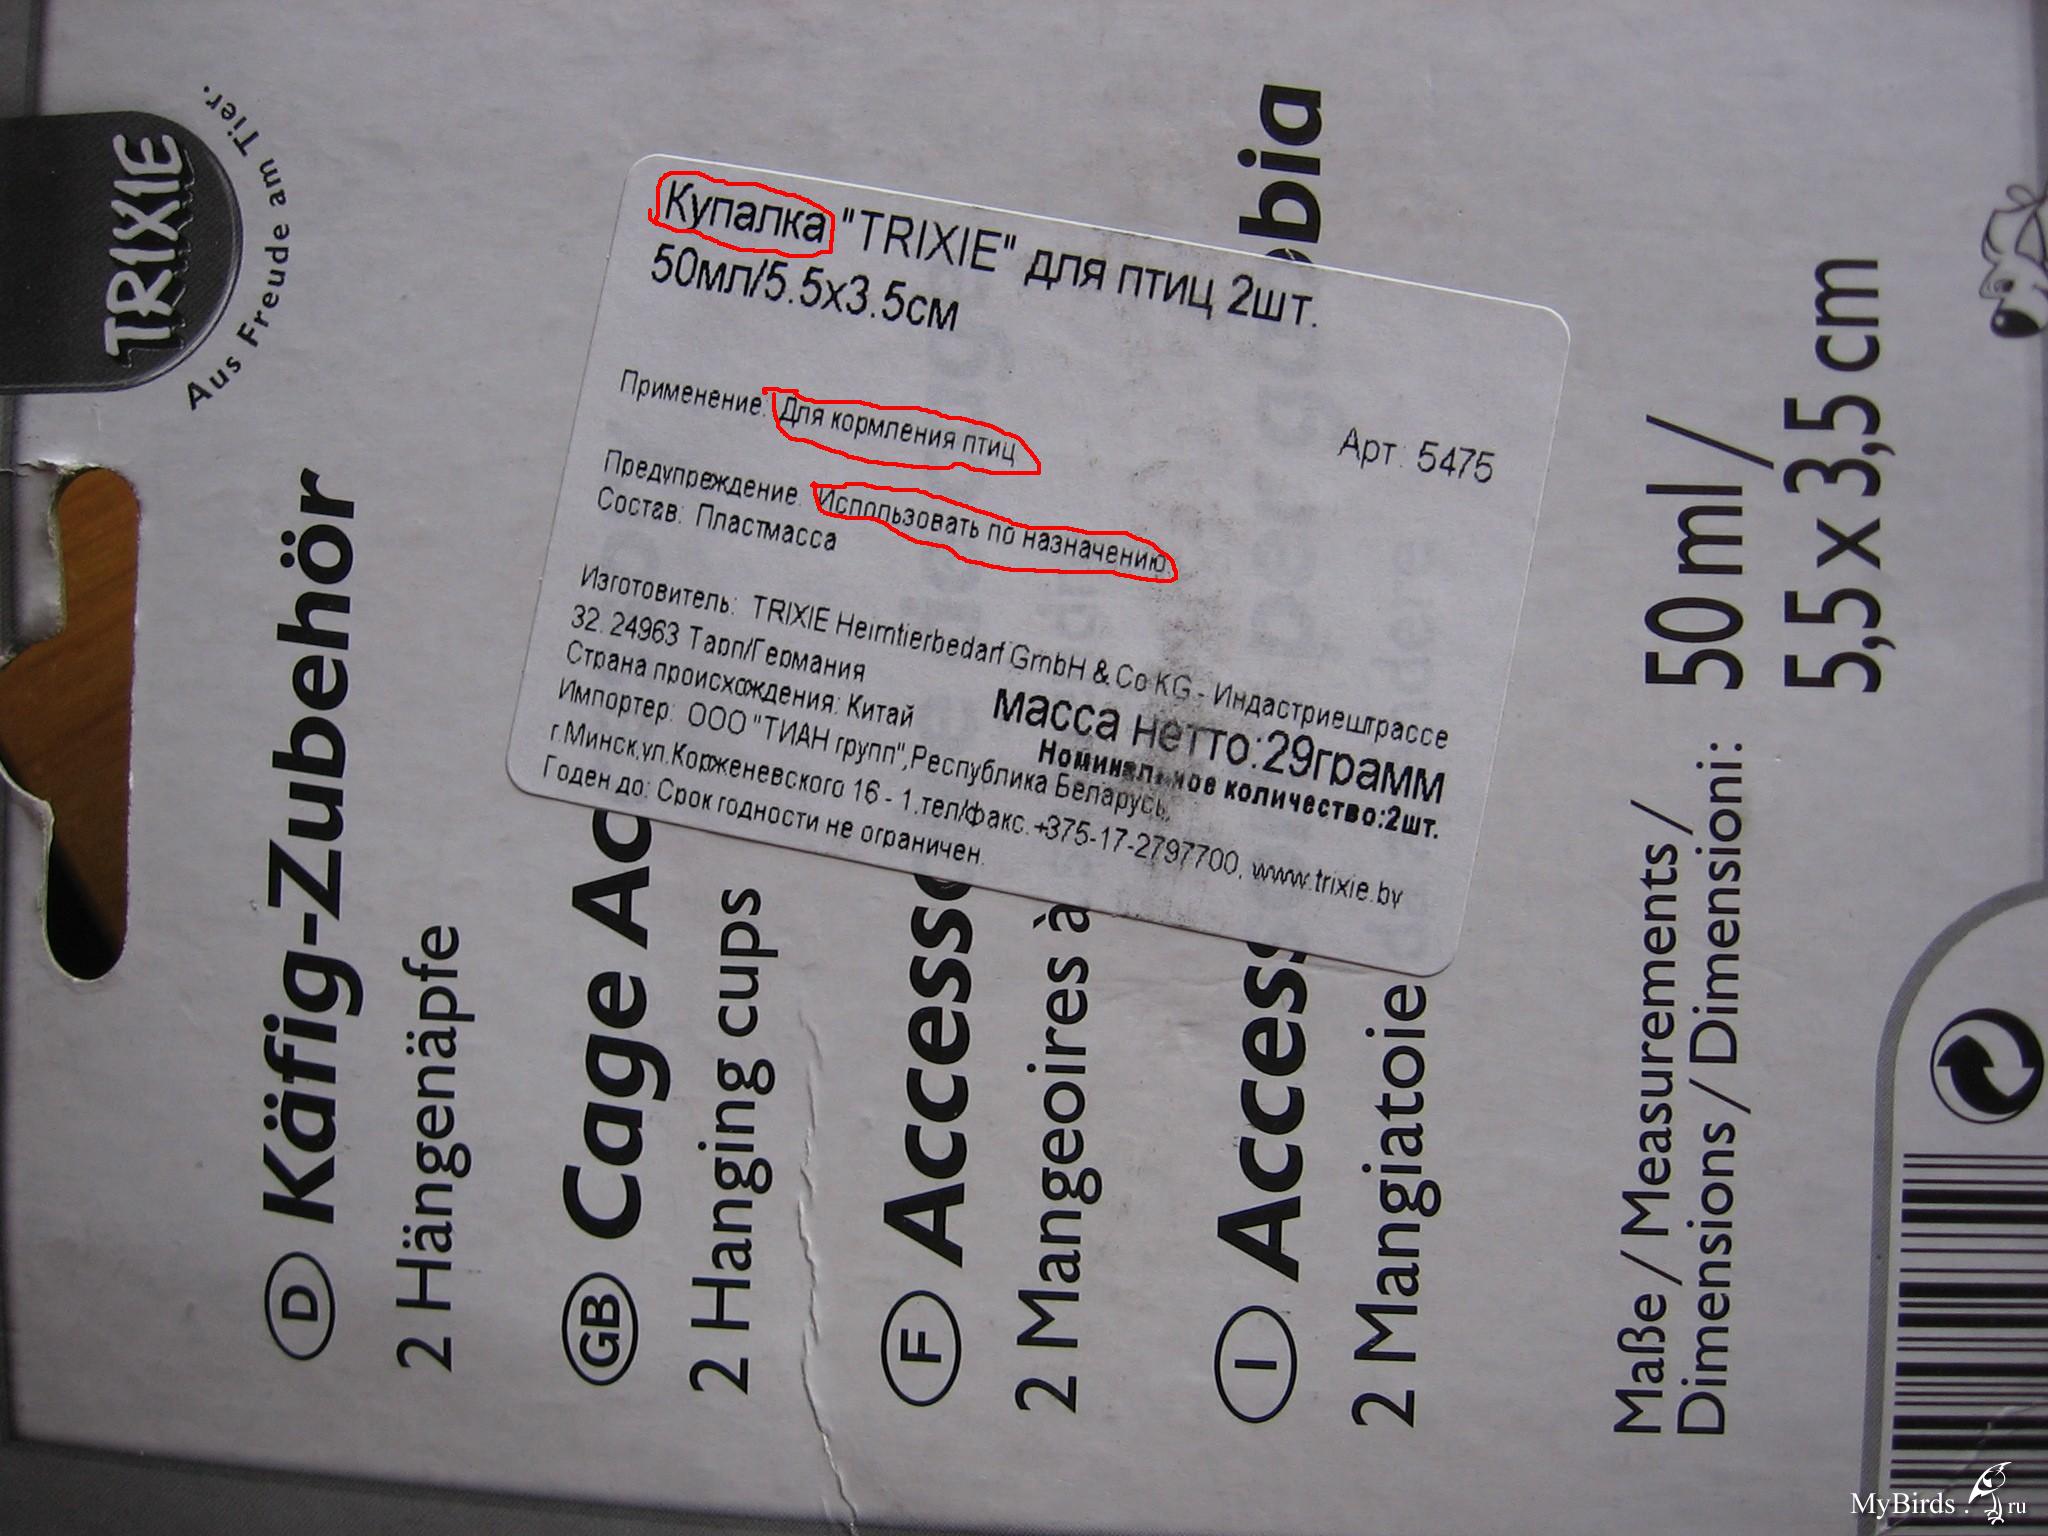 TRIXIE
Aus Freude am Tier.
Купалка "TRIXIE" для птиц 2шт.
50мл/5.5х3.5см
Применение: Для кормления птиц
Арт: 5475
Предупреждение: Использовать по назначению.
Состав: Пластмасса
Изготовитель: TRIXIE Heimtierbedarf GmbH & Co KG - Индастриештрассе
32. 24963 Тарп/Германия
Страна происхождения: Китай
масса нетто:29грамм
Импортер: ООО "ТИАН групп",Республика Беларусь,
Номинальное количество:2шт.
г.Минск,ул.Корженевского 16 - 1.тел/факс. +375-17-2797700, www.trixie.by
Годен до: Срок годности не ограничен.
D Käfig-Zubehör
2 Hängenäpfe
GB Cage Ac
2 Hanging cups
F Access
2 Mangeoires à
I Access bia
2 Mangiatoie
Maße / Measurements /
Dimensions / Dimensioni:
50 ml /
5,5 x 3,5 cm
MyBirds.ru